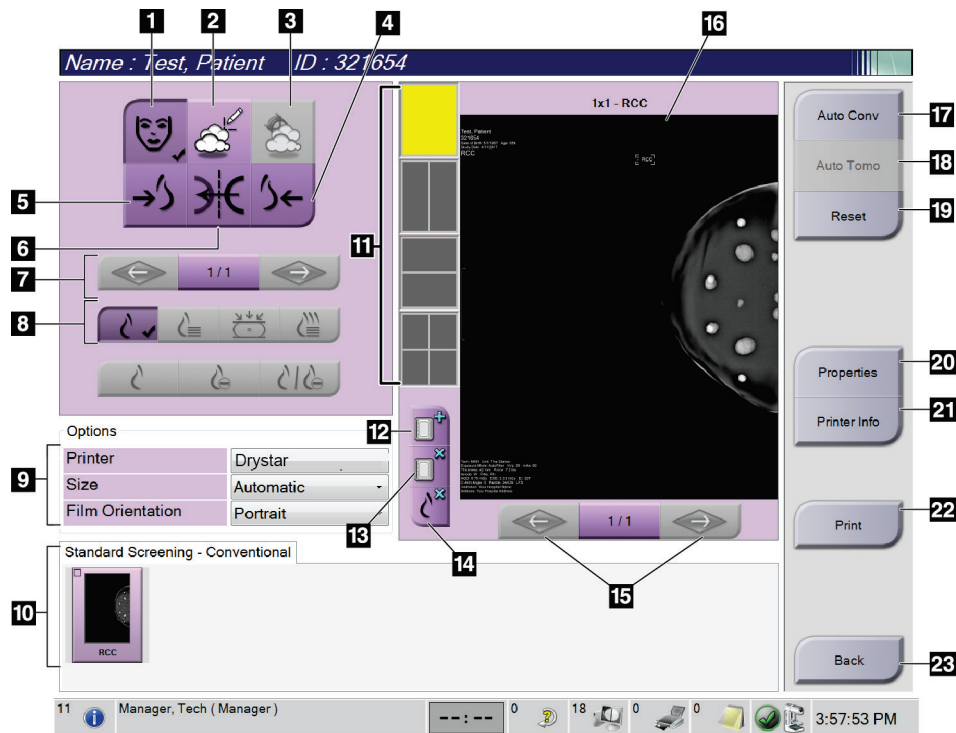 1
2
3
4
16
Name : Test, Patient ID : 321654
1x1 - RCC
Test, Patient
321654
RCC
RCC
Auto Conv
17
Auto Tomo
18
Reset
19
5
6
11
7
1/1
8
Properties
20
Printer Info
21
12
Options
Printer
Drystar
Size
Automatic
Film Orientation
Portrait
9
13
14
1/1
15
Print
22
Standard Screening - Conventional
10
RCC
Back
23
11
Manager, Tech ( Manager )
--:--
0
18
0
0
3:57:53 PM